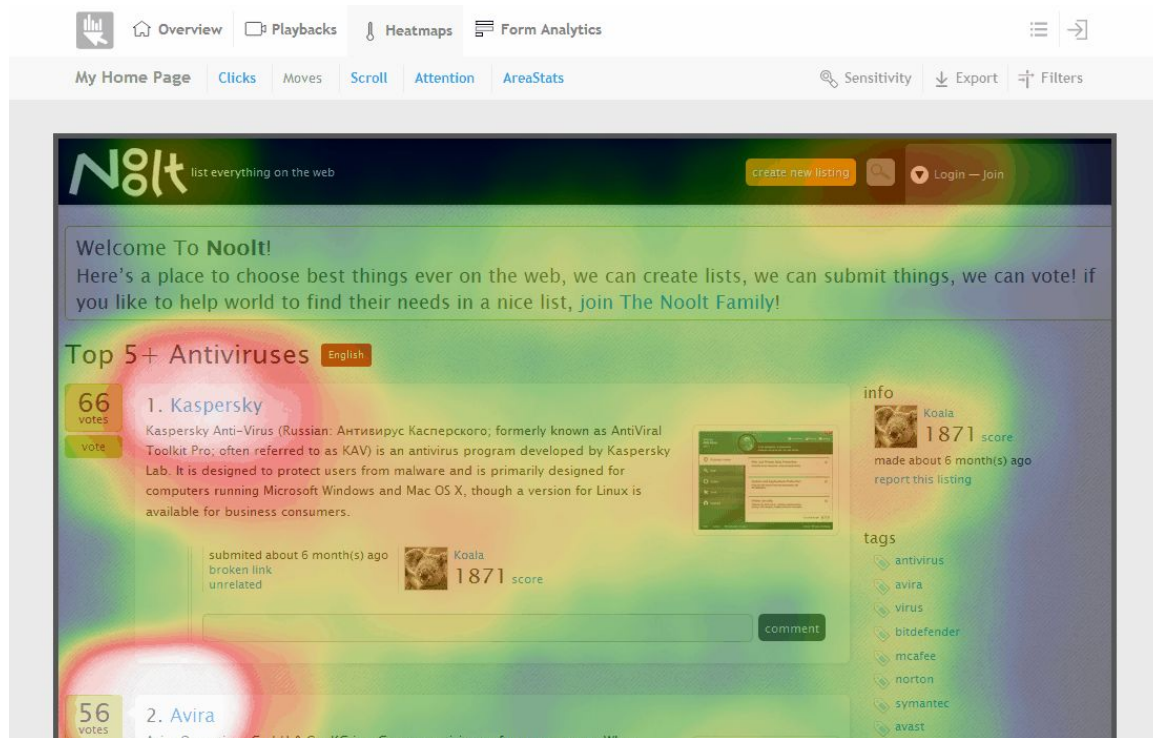 Overview Playbacks Heatmaps Form Analytics
My Home Page Clicks Moves Scroll Attention AreaStats Sensitivity Export Filters
NOOLT list everything on the web create new listing Login — Join
Welcome To Noolt!
Here's a place to choose best things ever on the web, we can create lists, we can submit things, we can vote! if
you like to help world to find their needs in a nice list, join The Noolt Family!
Top 5+ Antiviruses English
66
votes
vote
1. Kaspersky
Kaspersky Anti-Virus (Russian: Антивирус Касперского; formerly known as AntiViral
Toolkit Pro; often referred to as KAV) is an antivirus program developed by Kaspersky
Lab. It is designed to protect users from malware and is primarily designed for
computers running Microsoft Windows and Mac OS X, though a version for Linux is
available for business consumers.
submited about 6 month(s) ago
broken link
unrelated
Koala
1871 score
comment
info
Koala
1871 score
made about 6 month(s) ago
report this listing
tags
antivirus
avira
virus
bitdefender
mcafee
norton
symantec
avast
56
votes
2. Avira